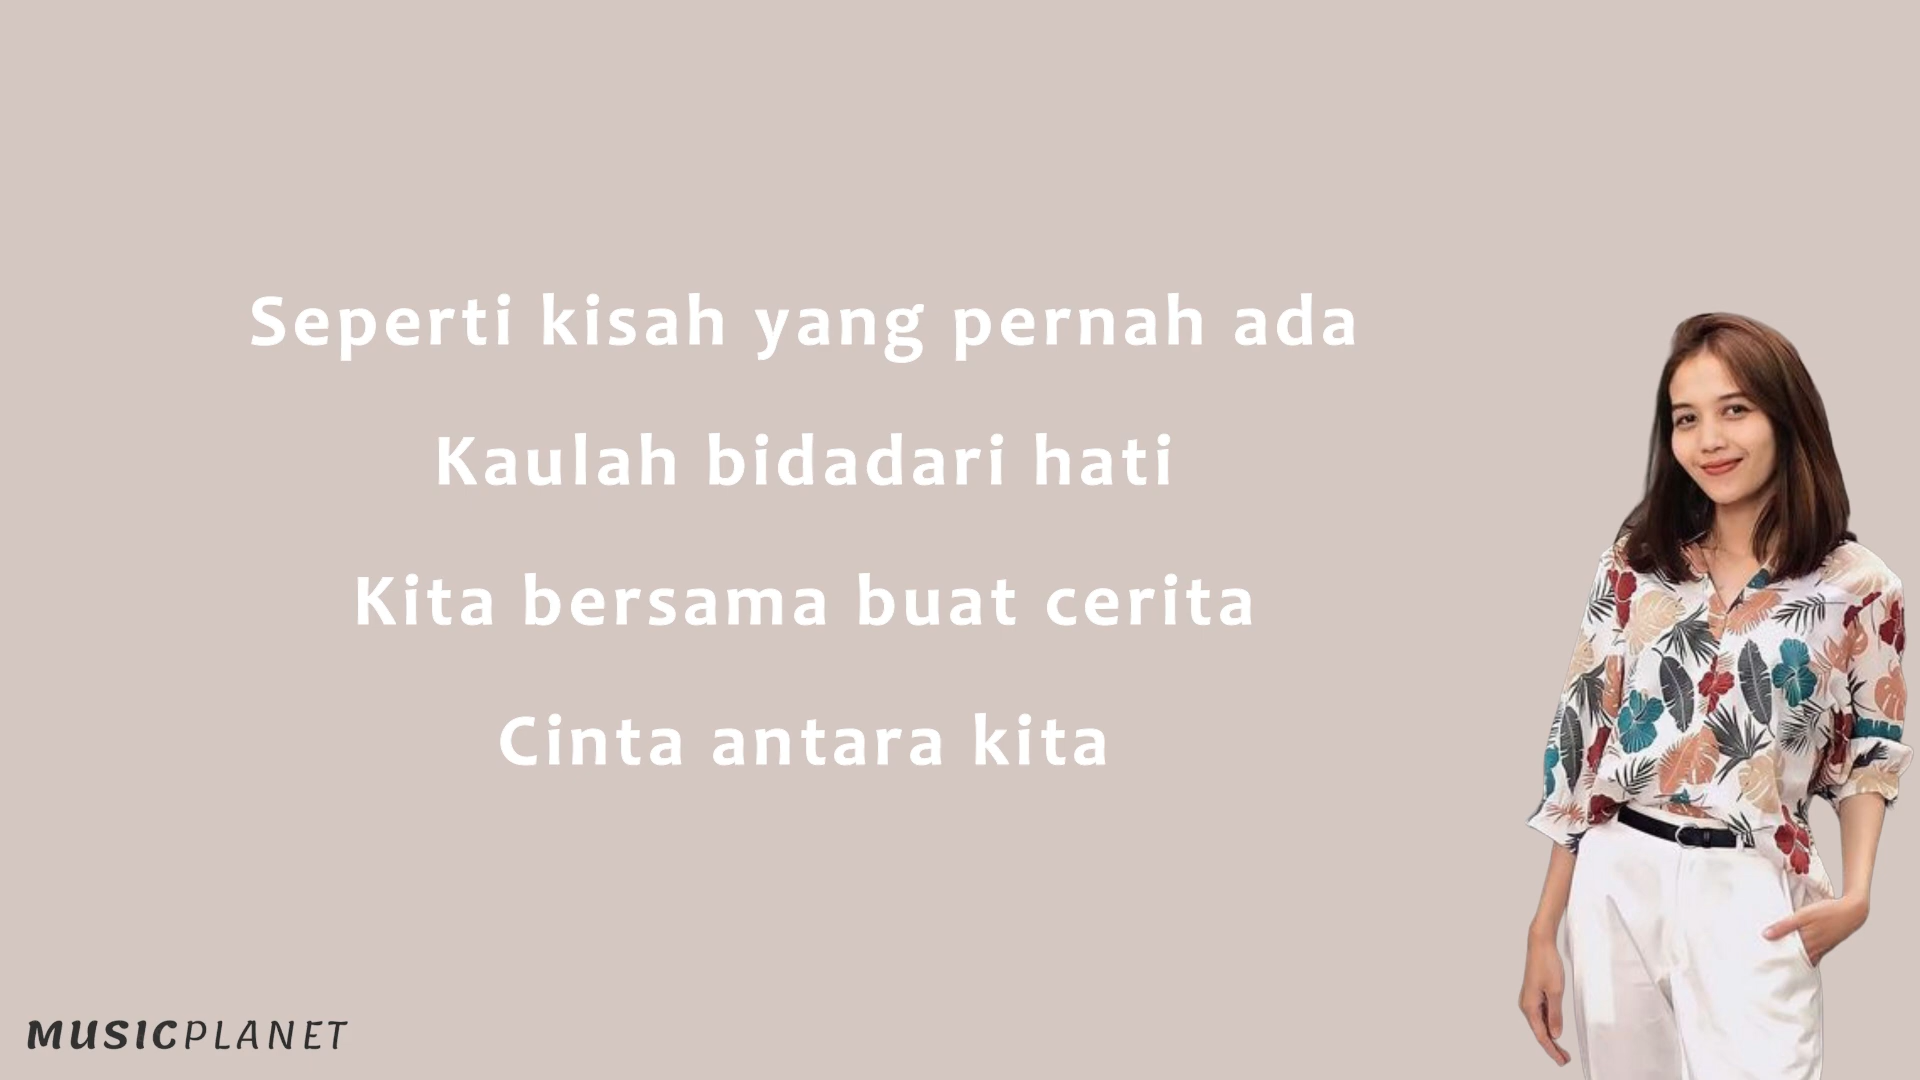 Seperti kisah yang pernah ada
Kaulah bidadari hati
Kita bersama buat cerita
Cinta antara kita
MUSICPLANET